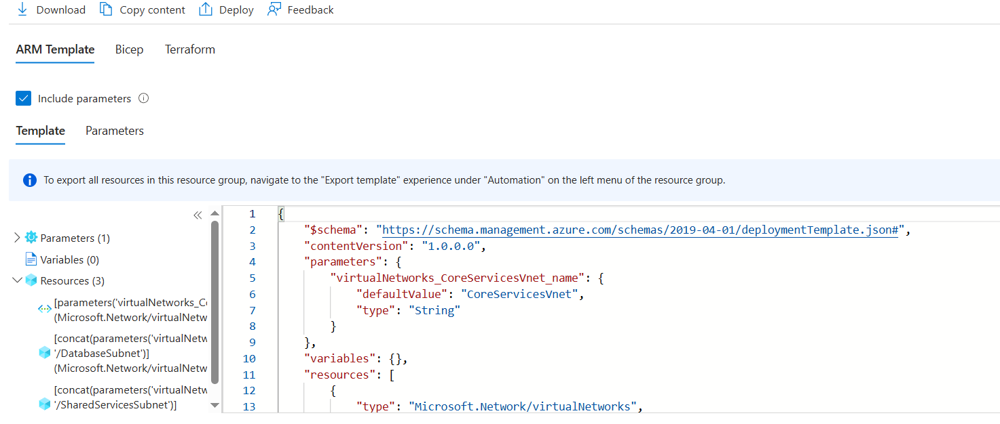 Download Copy content Deploy Feedback
ARM Template Bicep Terraform
Include parameters
Template Parameters
To export all resources in this resource group, navigate to the "Export template" experience under "Automation" on the left menu of the resource group.
Parameters (1)
Variables (0)
Resources (3)
[parameters('virtualNetworks_Co
(Microsoft.Network/virtualNetw
[concat(parameters('virtualNetw
'/DatabaseSubnet')]
(Microsoft.Network/virtualNetw
[concat(parameters('virtualNetw
'/SharedServicesSubnet')]
1 {
2 "$schema": "https://schema.management.azure.com/schemas/2019-04-01/deploymentTemplate.json#",
3 "contentVersion": "1.0.0.0",
4 "parameters": {
5 "virtualNetworks_CoreServicesVnet_name": {
6 "defaultValue": "CoreServicesVnet",
7 "type": "String"
8 }
9 },
10 "variables": {},
11 "resources": [
12 {
13 "type": "Microsoft.Network/virtualNetworks",